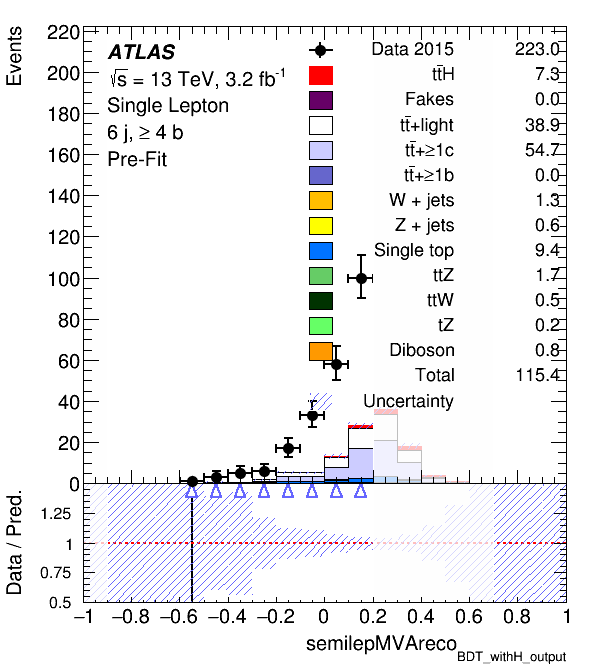 Events
220
200
180
160
140
120
100
80
60
40
20
0
ATLAS
√s = 13 TeV, 3.2 fb⁻¹
Single Lepton
6 j, ≥ 4 b
Pre-Fit
Data 2015 223.0
tt̄H 7.3
Fakes 0.0
tt̄+light 38.9
tt̄+≥1c 54.7
tt̄+≥1b 0.0
W + jets 1.3
Z + jets 0.6
Single top 9.4
ttZ 1.7
ttW 0.5
tZ 0.2
Diboson 0.8
Total 115.4
Uncertainty
Data / Pred.
1.25
1
0.75
0.5
−1 −0.8 −0.6 −0.4 −0.2 0 0.2 0.4 0.6 0.8 1
semilepMVAreco
BDT_withH_output